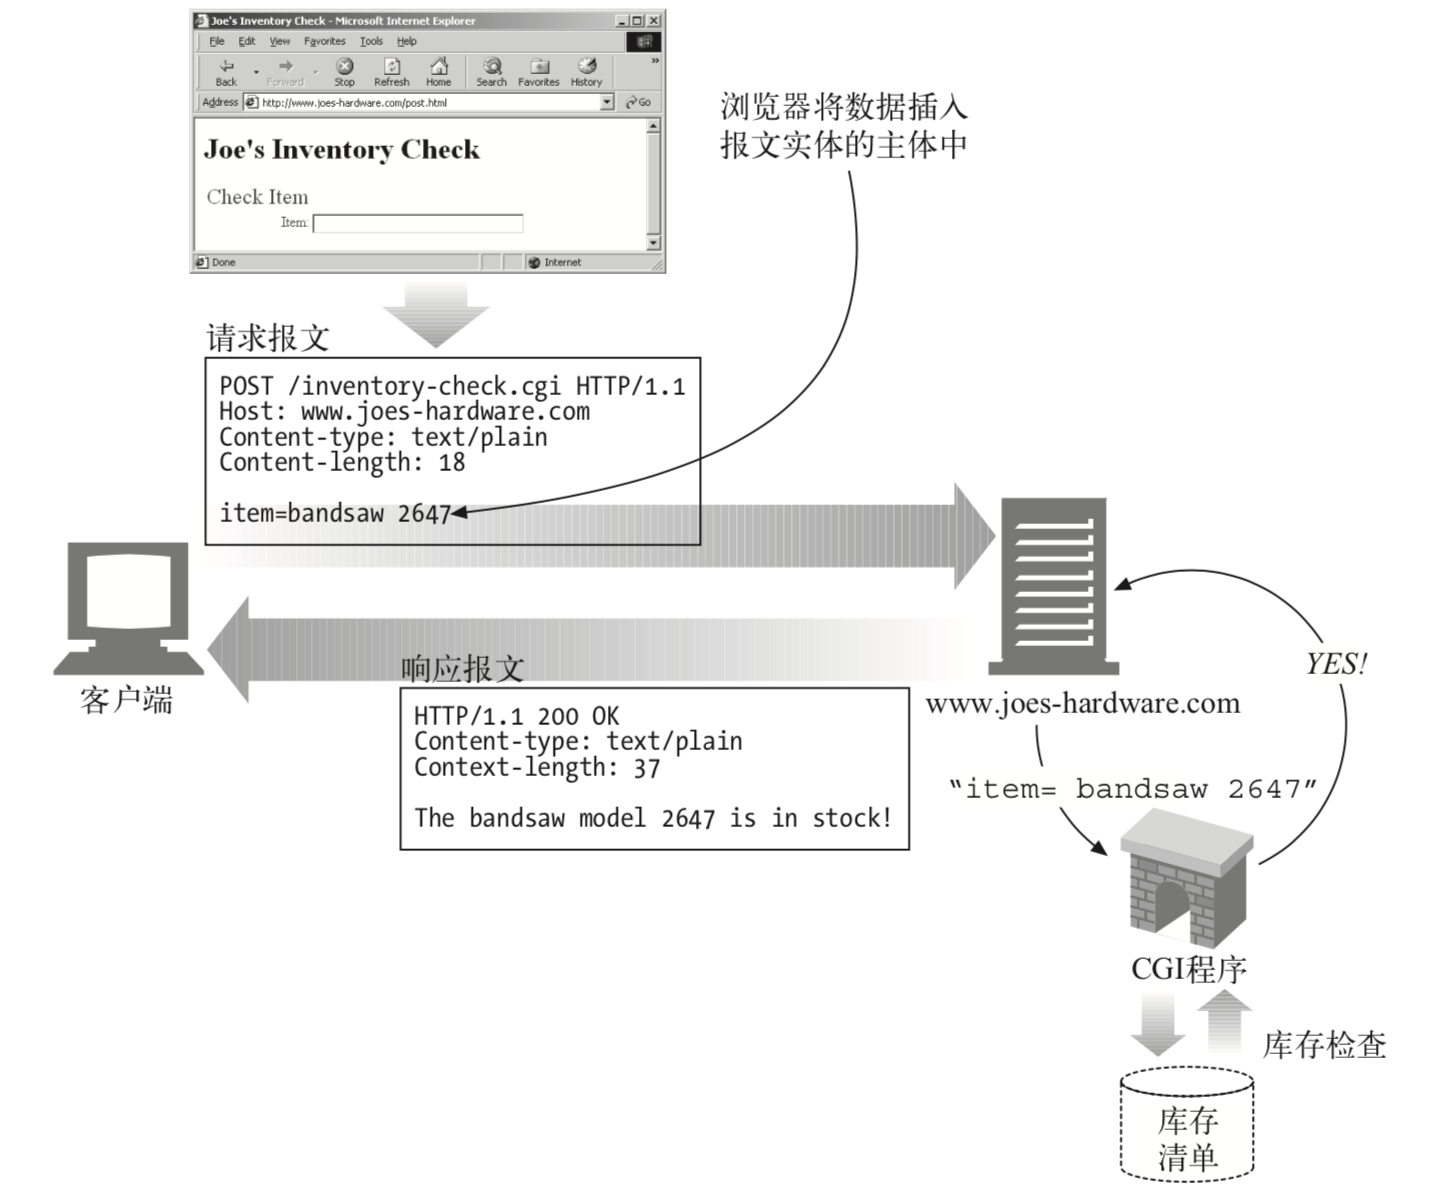 Joe's Inventory Check - Microsoft Internet Explorer
File Edit View Favorites Tools Help
Back Forward Stop Refresh Home Search Favorites History »
Address http://www.joes-hardware.com/post.html Go
Joe's Inventory Check
Check Item
Item:
Done Internet
浏览器将数据插入
报文实体的主体中
请求报文
POST /inventory-check.cgi HTTP/1.1
Host: www.joes-hardware.com
Content-type: text/plain
Content-length: 18
item=bandsaw 2647
客户端
响应报文
HTTP/1.1 200 OK
Content-type: text/plain
Context-length: 37
The bandsaw model 2647 is in stock!
www.joes-hardware.com
YES!
“item= bandsaw 2647”
CGI程序
库存检查
库存
清单